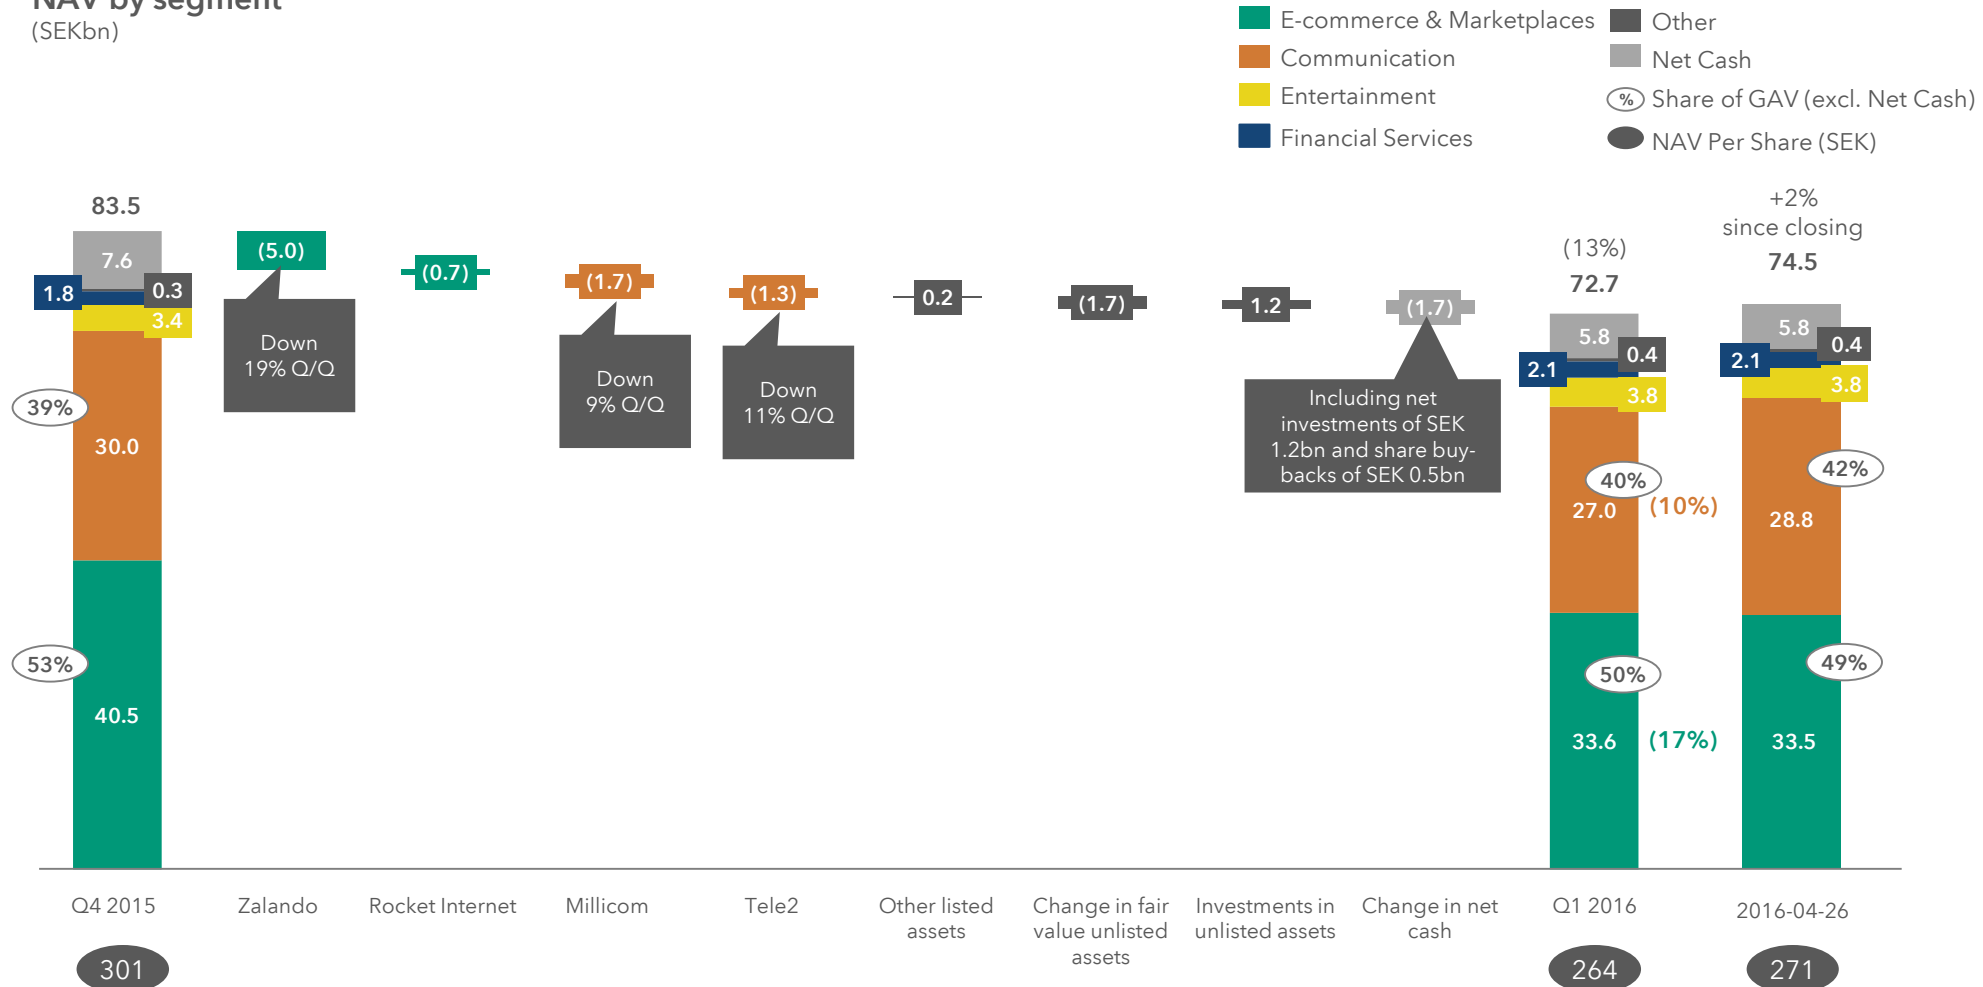 NAV by segment
(SEKbn)
E-commerce & Marketplaces
Communication
Entertainment
Financial Services
Other
Net Cash
% Share of GAV (excl. Net Cash)
NAV Per Share (SEK)
83.5
7.6
1.8
0.3
3.4
39%
30.0
53%
40.5
(5.0)
Down
19% Q/Q
(0.7)
(1.7)
Down
9% Q/Q
(1.3)
Down
11% Q/Q
0.2
(1.7)
1.2
(1.7)
Including net
investments of SEK
1.2bn and share buy-
backs of SEK 0.5bn
(13%)
72.7
5.8
0.4
2.1
3.8
40%
27.0
(10%)
50%
33.6
(17%)
+2%
since closing
74.5
5.8
0.4
2.1
3.8
42%
28.8
49%
33.5
Q4 2015
Zalando
Rocket Internet
Millicom
Tele2
Other listed
assets
Change in fair
value unlisted
assets
Investments in
unlisted assets
Change in net
cash
Q1 2016
2016-04-26
301
264
271